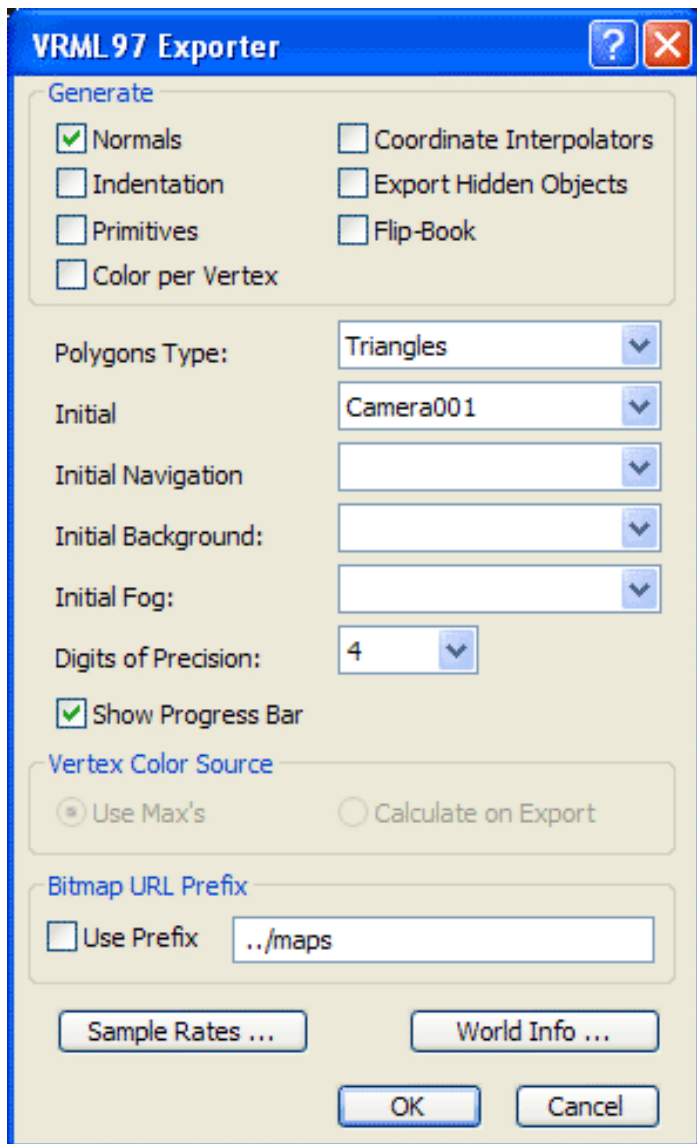 VRML97 Exporter
Generate
Normals
Coordinate Interpolators
Indentation
Export Hidden Objects
Primitives
Flip-Book
Color per Vertex
Polygons Type:
Triangles
Initial
Camera001
Initial Navigation
Initial Background:
Initial Fog:
Digits of Precision:
4
Show Progress Bar
Vertex Color Source
Use Max's
Calculate on Export
Bitmap URL Prefix
Use Prefix
../maps
Sample Rates ...
World Info ...
OK
Cancel